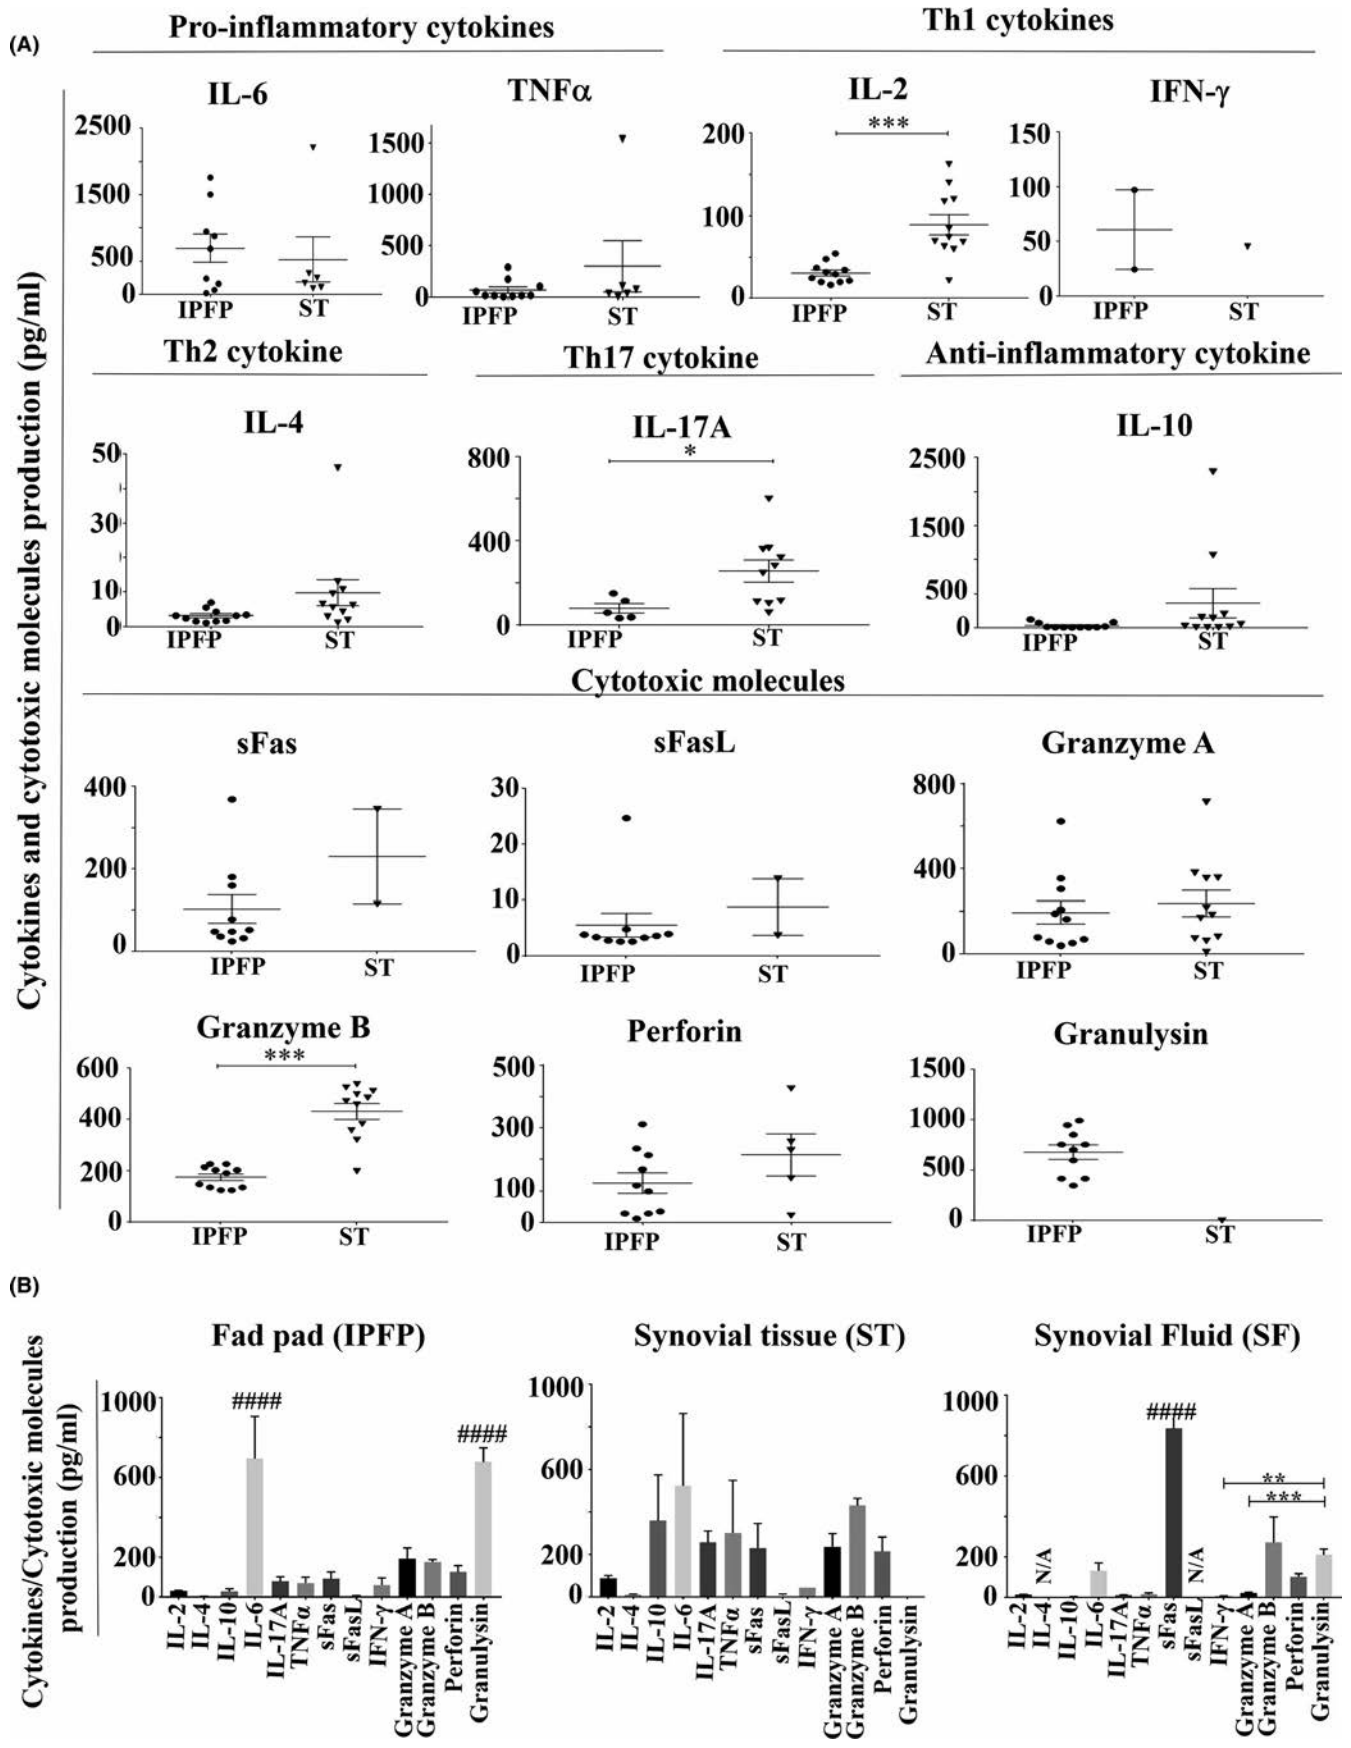 (A)
Pro-inflammatory cytokines
Th1 cytokines
Cytokines and cytotoxic molecules production (pg/ml)
IL-6
TNFα
IL-2
IFN-γ
2500
1500
500
0
IPFP
ST
1500
1000
500
0
IPFP
ST
200
100
0
***
IPFP
ST
150
100
50
0
IPFP
ST
Th2 cytokine
Th17 cytokine
Anti-inflammatory cytokine
IL-4
IL-17A
IL-10
50
30
10
0
IPFP
ST
800
400
0
*
IPFP
ST
2500
1500
500
0
IPFP
ST
Cytotoxic molecules
sFas
sFasL
Granzyme A
400
200
0
IPFP
ST
30
20
10
0
IPFP
ST
800
400
0
IPFP
ST
Granzyme B
Perforin
Granulysin
600
400
200
0
***
IPFP
ST
500
300
100
0
IPFP
ST
1500
1000
500
0
IPFP
ST
(B)
Cytokines/Cytotoxic molecules
production (pg/ml)
Fad pad (IPFP)
Synovial tissue (ST)
Synovial Fluid (SF)
1000
600
200
0
####
####
IL-2
IL-4
IL-10
IL-6
IL-17A
TNFα
sFas
sFasL
IFN-γ
Granzyme A
Granzyme B
Perforin
Granulysin
1000
600
200
0
IL-2
IL-4
IL-10
IL-6
IL-17A
TNFα
sFas
sFasL
IFN-γ
Granzyme A
Granzyme B
Perforin
Granulysin
1000
600
200
0
####
**
***
N/A
N/A
IL-2
IL-4
IL-10
IL-6
IL-17A
TNFα
sFas
sFasL
IFN-γ
Granzyme A
Granzyme B
Perforin
Granulysin